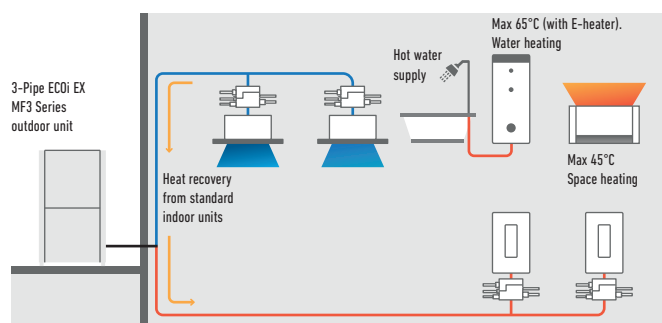 3-Pipe ECOi EX
MF3 Series
outdoor unit
Heat recovery
from standard
indoor units
Hot water
supply
Max 65°C (with E-heater).
Water heating
Max 45°C
Space heating